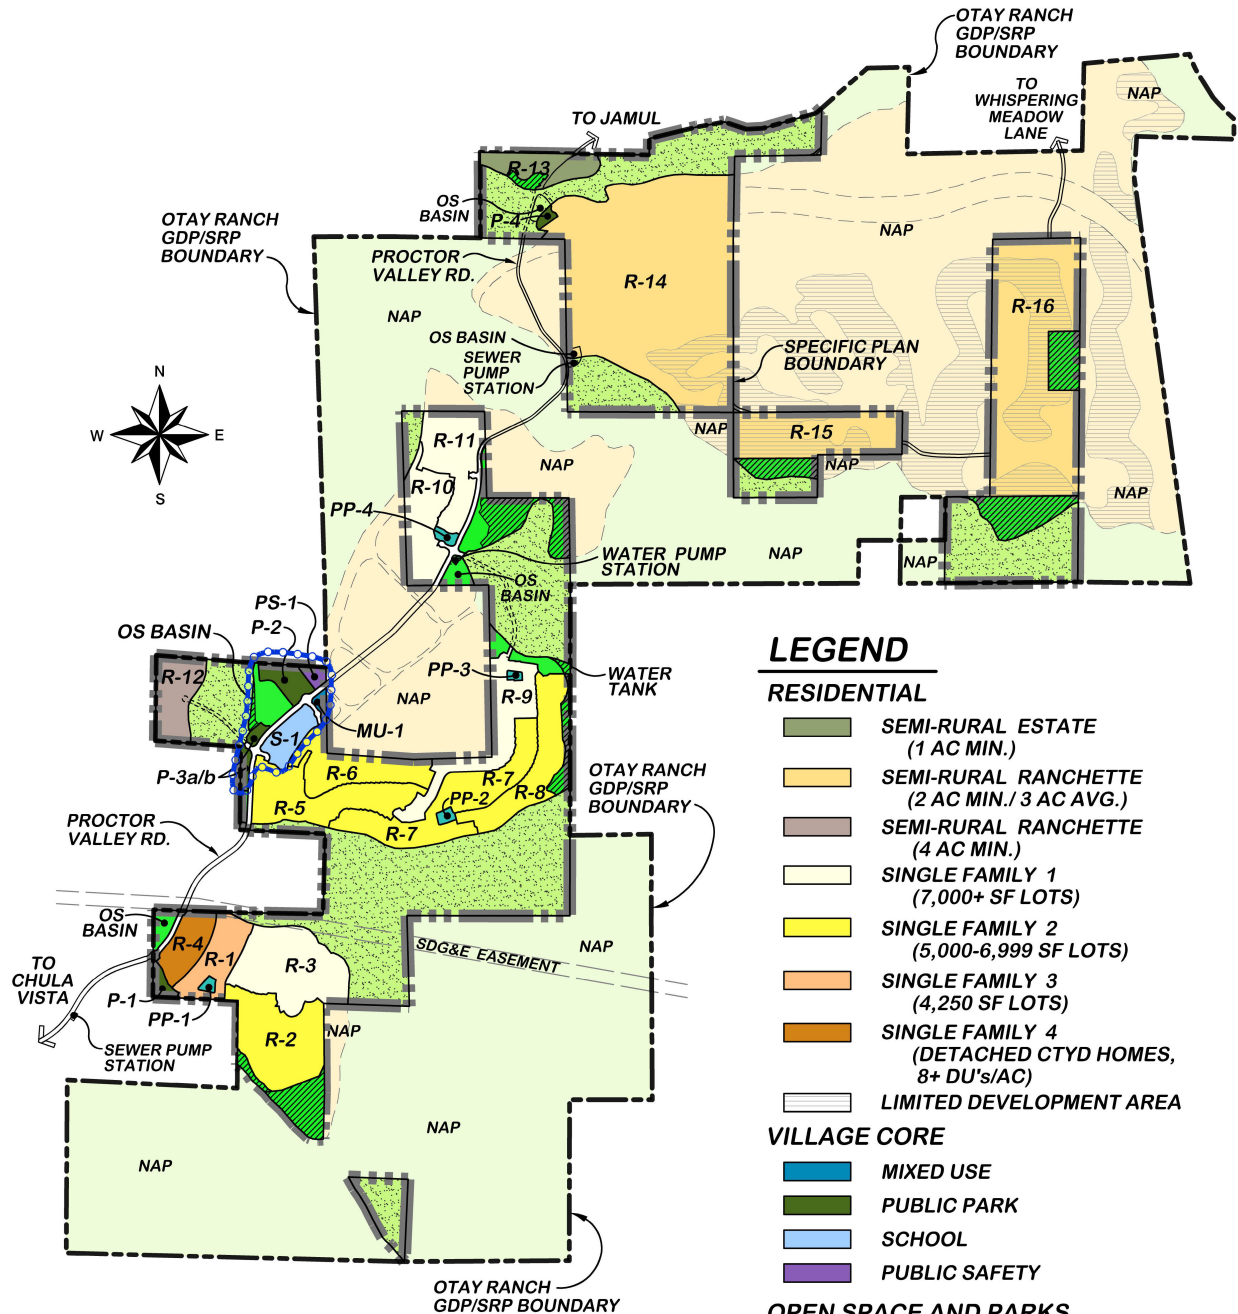 OTAY RANCH
GDP/SRP
BOUNDARY
TO
WHISPERING
MEADOW
LANE
NAP
TO JAMUL
R-13
OS
BASIN
P-4
OTAY RANCH
GDP/SRP
BOUNDARY
PROCTOR
VALLEY RD.
NAP
R-14
R-16
NAP
OS BASIN
SEWER
PUMP
STATION
SPECIFIC PLAN
BOUNDARY
N
W
E
S
R-11
NAP
R-15
NAP
NAP
R-10
NAP
PP-4
WATER PUMP
STATION
NAP
NAP
OS
BASIN
PS-1
P-2
OS BASIN
R-12
PP-3
WATER
TANK
NAP
R-9
MU-1
S-1
P-3a/b
R-6
R-7
R-8
PP-2
R-5
R-7
OTAY RANCH
GDP/SRP
BOUNDARY
PROCTOR
VALLEY RD.
OS
BASIN
R-4
R-1
R-3
SDG&E EASEMENT
NAP
TO
CHULA
VISTA
P-1
PP-1
SEWER PUMP
STATION
R-2
NAP
NAP
NAP
OTAY RANCH
GDP/SRP BOUNDARY
LEGEND
RESIDENTIAL
SEMI-RURAL ESTATE
(1 AC MIN.)
SEMI-RURAL RANCHETTE
(2 AC MIN./ 3 AC AVG.)
SEMI-RURAL RANCHETTE
(4 AC MIN.)
SINGLE FAMILY 1
(7,000+ SF LOTS)
SINGLE FAMILY 2
(5,000-6,999 SF LOTS)
SINGLE FAMILY 3
(4,250 SF LOTS)
SINGLE FAMILY 4
(DETACHED CTYD HOMES,
8+ DU's/AC)
LIMITED DEVELOPMENT AREA
VILLAGE CORE
MIXED USE
PUBLIC PARK
SCHOOL
PUBLIC SAFETY
OPEN SPACE AND PARKS